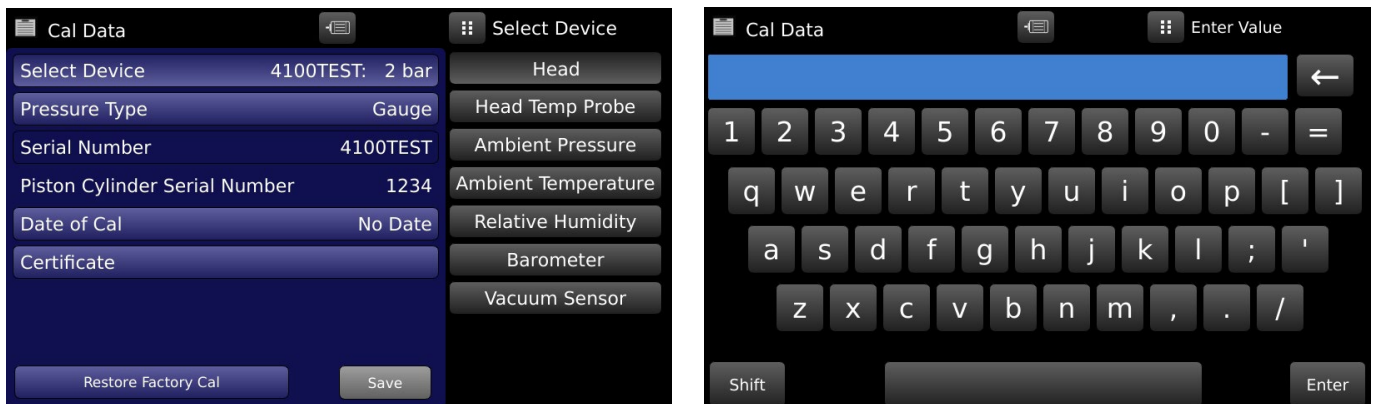 Cal Data
Select Device
Select Device 4100TEST: 2 bar
Pressure Type Gauge
Serial Number 4100TEST
Piston Cylinder Serial Number 1234
Date of Cal No Date
Certificate
Restore Factory Cal Save
Head
Head Temp Probe
Ambient Pressure
Ambient Temperature
Relative Humidity
Barometer
Vacuum Sensor
Cal Data
Enter Value
←
1 2 3 4 5 6 7 8 9 0 - =
q w e r t y u i o p [ ]
a s d f g h j k l ; '
z x c v b n m , . /
Shift Enter